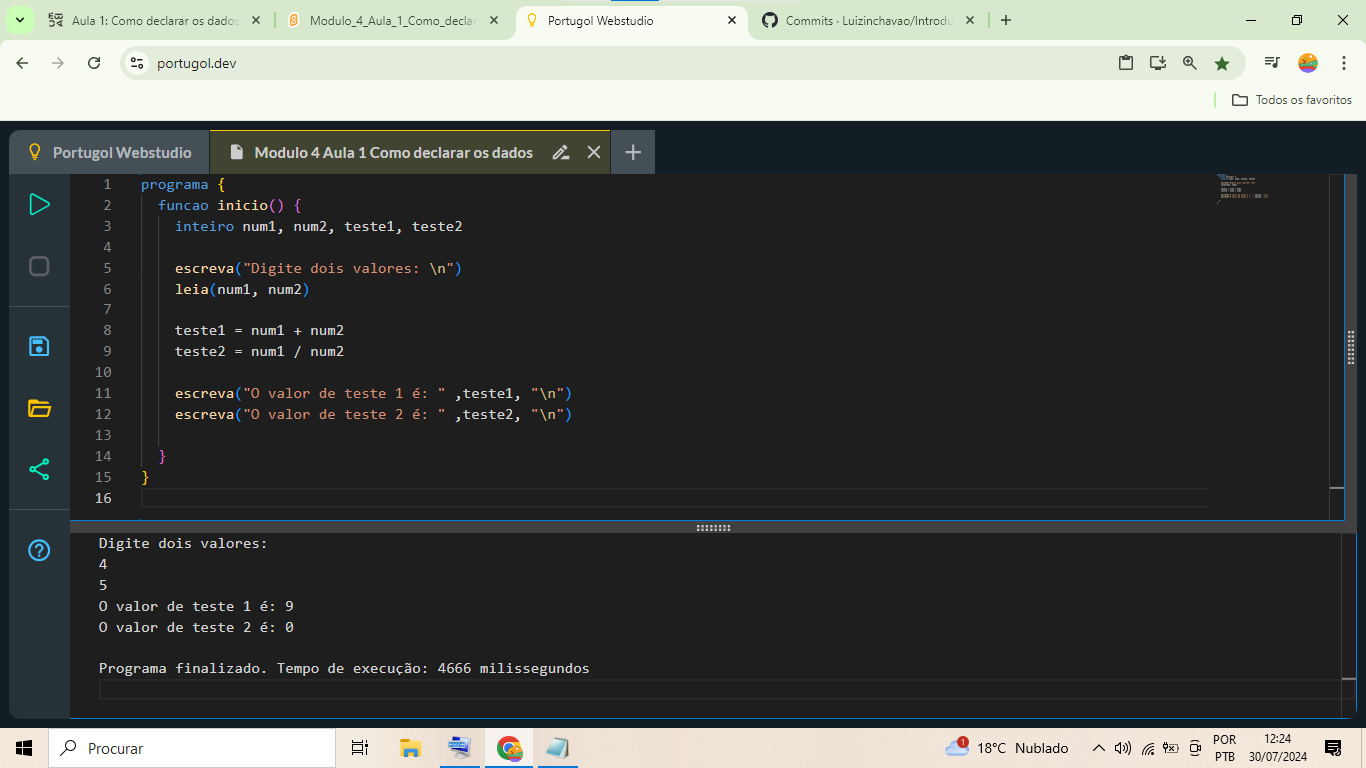 Aula 1: Como declarar os dados
Modulo_4_Aula_1_Como_declar
Portugol Webstudio
Commits · Luizinchavao/Introdu
portugol.dev
Todos os favoritos
Portugol Webstudio
Modulo 4 Aula 1 Como declarar os dados
1 programa {
2 funcao inicio() {
3 inteiro num1, num2, teste1, teste2
4
5 escreva("Digite dois valores: \n")
6 leia(num1, num2)
7
8 teste1 = num1 + num2
9 teste2 = num1 / num2
10
11 escreva("O valor de teste 1 é: " ,teste1, "\n")
12 escreva("O valor de teste 2 é: " ,teste2, "\n")
13
14 }
15 }
16
Digite dois valores:
4
5
O valor de teste 1 é: 9
O valor de teste 2 é: 0
Programa finalizado. Tempo de execução: 4666 milissegundos
Procurar
1
18°C Nublado
POR
PTB
12:24
30/07/2024